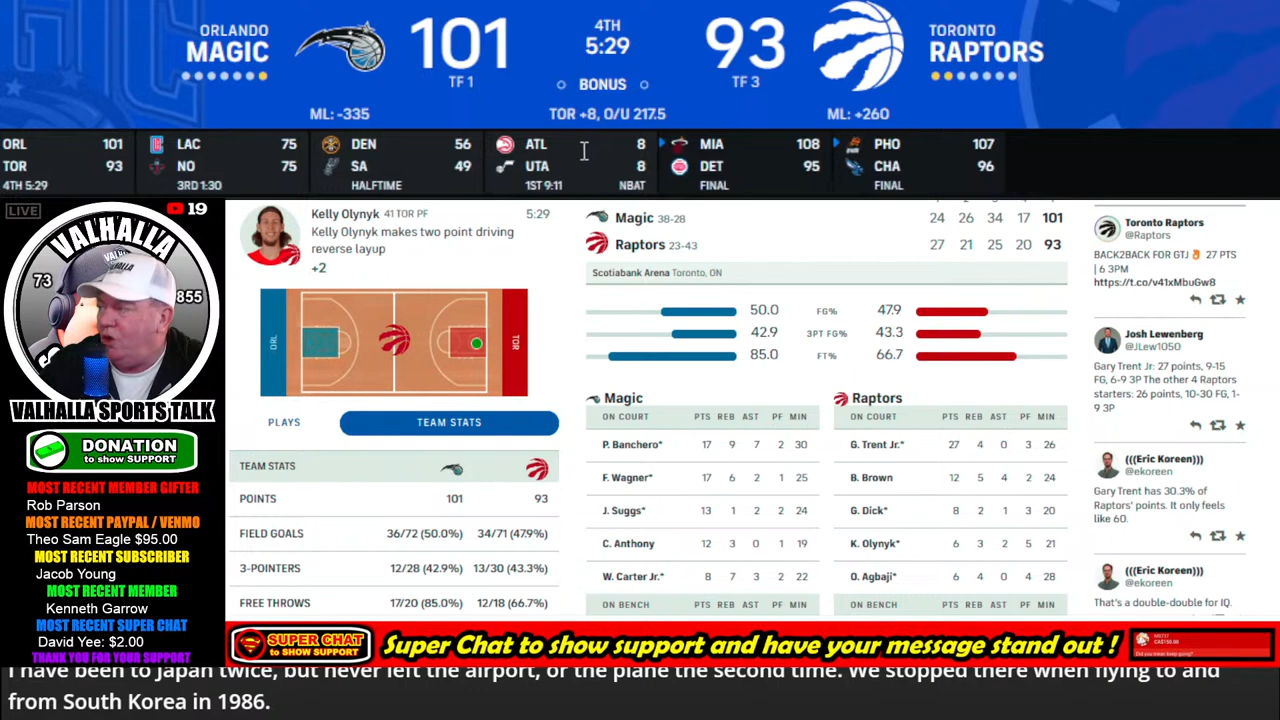 ORLANDO
MAGIC
101
TF 1
4TH
5:29
BONUS
93
TF 3
TORONTO
RAPTORS
ML: -335
TOR +8, O/U 217.5
ML: +260
ORL 101
TOR 93
4TH 5:29
LAC 75
NO 75
3RD 1:30
DEN 56
SA 49
HALFTIME
ATL 8
UTA 8
1ST 9:11 NBAT
MIA 108
DET 95
FINAL
PHO 107
CHA 96
FINAL
LIVE
19
VALHALLA
73
855
VALHALLA SPORTS TALK
DONATION
to show SUPPORT
MOST RECENT MEMBER GIFTER
Rob Parson
MOST RECENT PAYPAL / VENMO
Theo Sam Eagle $95.00
MOST RECENT SUBSCRIBER
Jacob Young
MOST RECENT MEMBER
Kenneth Garrow
MOST RECENT SUPER CHAT
David Yee: $2.00
THANK YOU FOR YOUR SUPPORT
Kelly Olynyk 41 TOR PF 5:29
Kelly Olynyk makes two point driving
reverse layup
+2
ORL
TOR
PLAYS
TEAM STATS
TEAM STATS
POINTS 101 93
FIELD GOALS 36/72 (50.0%) 34/71 (47.9%)
3-POINTERS 12/28 (42.9%) 13/30 (43.3%)
FREE THROWS 17/20 (85.0%) 12/18 (66.7%)
Magic 38-28 24 26 34 17 101
Raptors 23-43 27 21 25 20 93
Scotiabank Arena Toronto, ON
50.0 FG% 47.9
42.9 3PT FG% 43.3
85.0 FT% 66.7
Magic
ON COURT PTS REB AST PF MIN
P. Banchero* 17 9 7 2 30
F. Wagner* 17 6 2 1 25
J. Suggs* 13 1 2 2 24
C. Anthony 12 3 0 1 19
W. Carter Jr.* 8 7 3 2 22
ON BENCH PTS REB AST PF MIN
Raptors
ON COURT PTS REB AST PF MIN
G. Trent Jr.* 27 4 0 3 26
B. Brown 12 5 4 2 24
G. Dick* 8 2 1 3 20
K. Olynyk* 6 3 2 5 21
O. Agbaji* 6 4 0 4 28
ON BENCH PTS REB AST PF MIN
Toronto Raptors
@Raptors
BACK2BACK FOR GTJ 👌 27 PTS
| 6 3PM
https://t.co/v41xMbuGw8
Josh Lewenberg
@JLew1050
Gary Trent Jr: 27 points, 9-15
FG, 6-9 3P The other 4 Raptors
starters: 26 points, 10-30 FG, 1-
9 3P
(((Eric Koreen)))
@ekoreen
Gary Trent has 30.3% of
Raptors' points. It only feels
like 60.
(((Eric Koreen)))
@ekoreen
That's a double-double for IQ.
SUPER CHAT
to SHOW SUPPORT
Super Chat to show support and have your message stand out !
I have been to Japan twice, but never left the airport, or the plane the second time. We stopped there when flying to and
from South Korea in 1986.